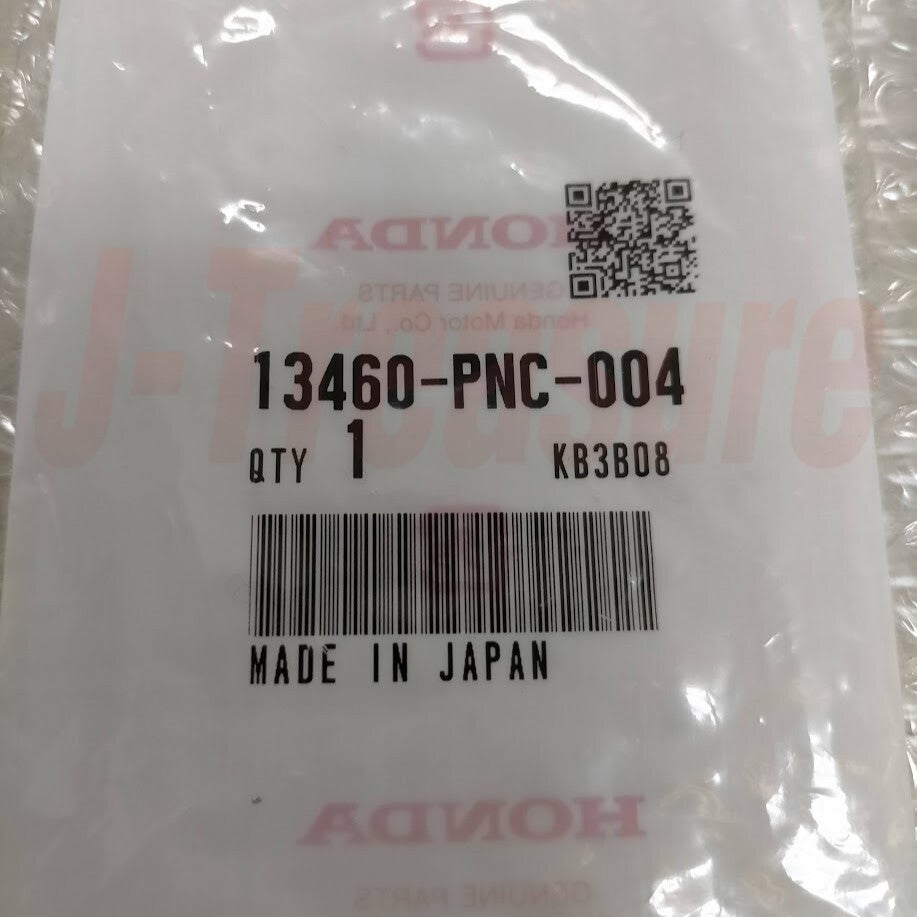 HONDA
GENUINE PARTS
Honda Motor Co., Ltd.
J-Treasure
13460-PNC-004
QTY 1 KB3B08
MADE IN JAPAN
HONDA
GENUINE PARTS